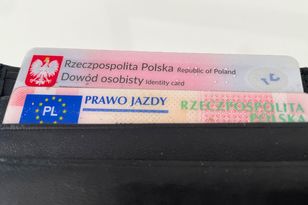 Rzeczpospolita Polska Republic of Poland
Dowód osobisty Identity card
PL PRAWO JAZDY RZECZPOSPOLITA
POLSKA